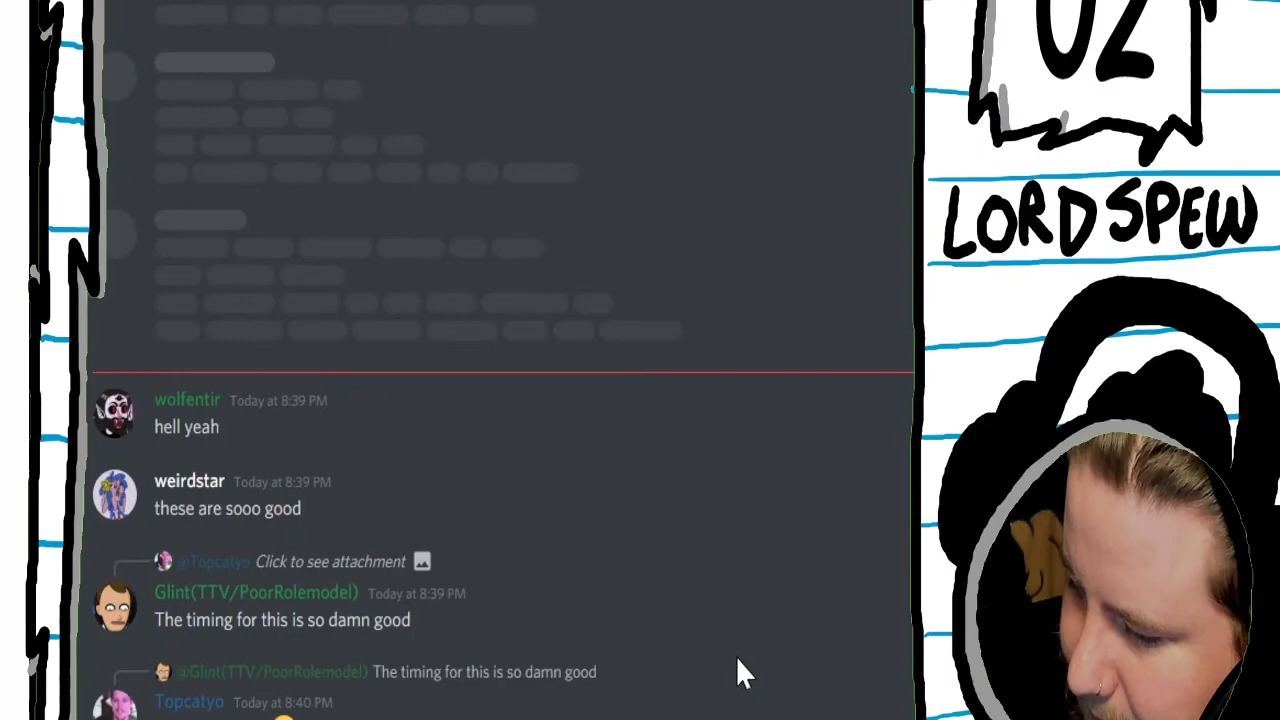 02
LORDSPEW
wolfentir Today at 8:39 PM
hell yeah
weirdstar Today at 8:39 PM
these are sooo good
@Topcatyo Click to see attachment
Glint(TTV/PoorRolemodel) Today at 8:39 PM
The timing for this is so damn good
@Glint(TTV/PoorRolemodel) The timing for this is so damn good
Topcatyo Today at 8:40 PM